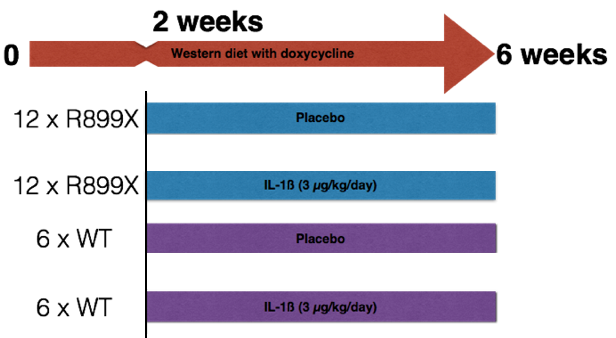 2 weeks
0 Western diet with doxycycline 6 weeks
12 x R899X Placebo
12 x R899X IL-1ß (3 µg/kg/day)
6 x WT Placebo
6 x WT IL-1ß (3 µg/kg/day)